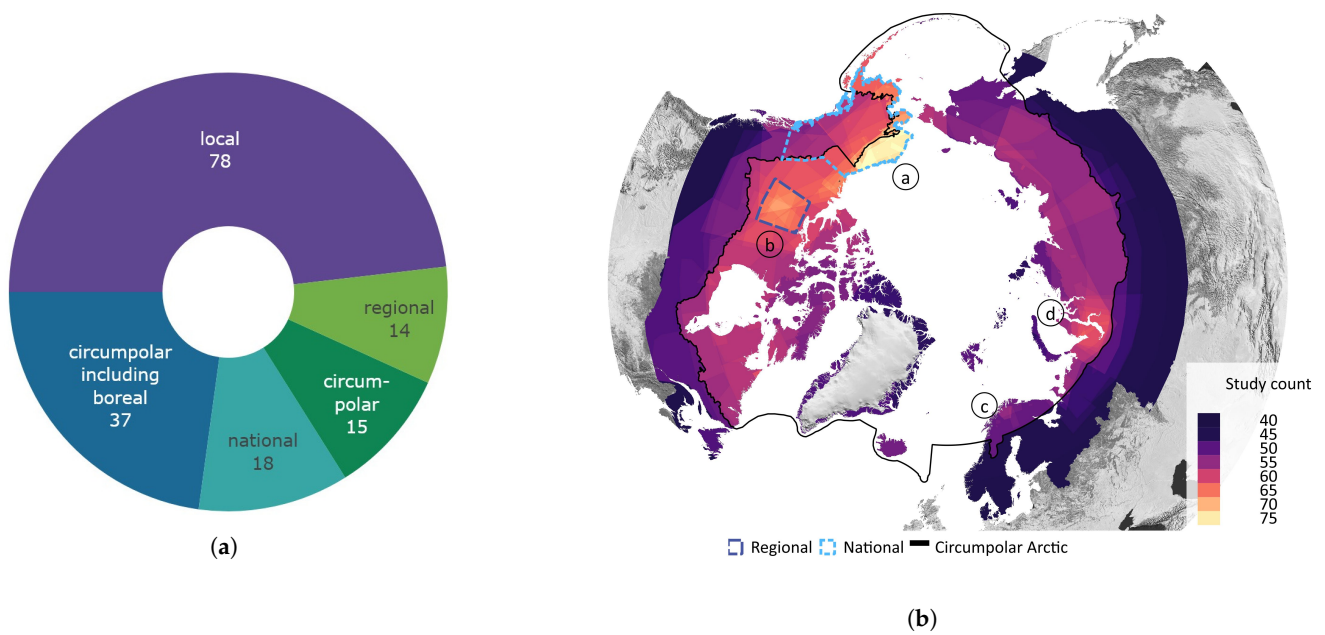 local
78
regional
14
circum-
polar
15
national
18
circumpolar
including
boreal
37
(a)
a
b
c
d
Study count
40
45
50
55
60
65
70
75
Regional
National
Circumpolar Arctic
(b)